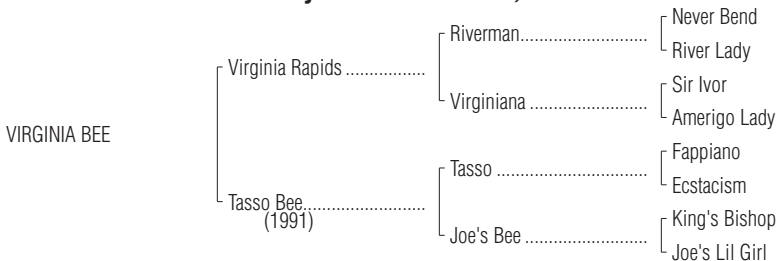 Never Bend
Riverman......................................
River Lady
Virginia Rapids ................
Sir Ivor
Virginiana ...................................
Amerigo Lady
VIRGINIA BEE
Fappiano
Tasso ............................................
Ecstacism
Tasso Bee...........................
(1991)
King's Bishop
Joe's Bee .....................................
Joe's Lil Girl